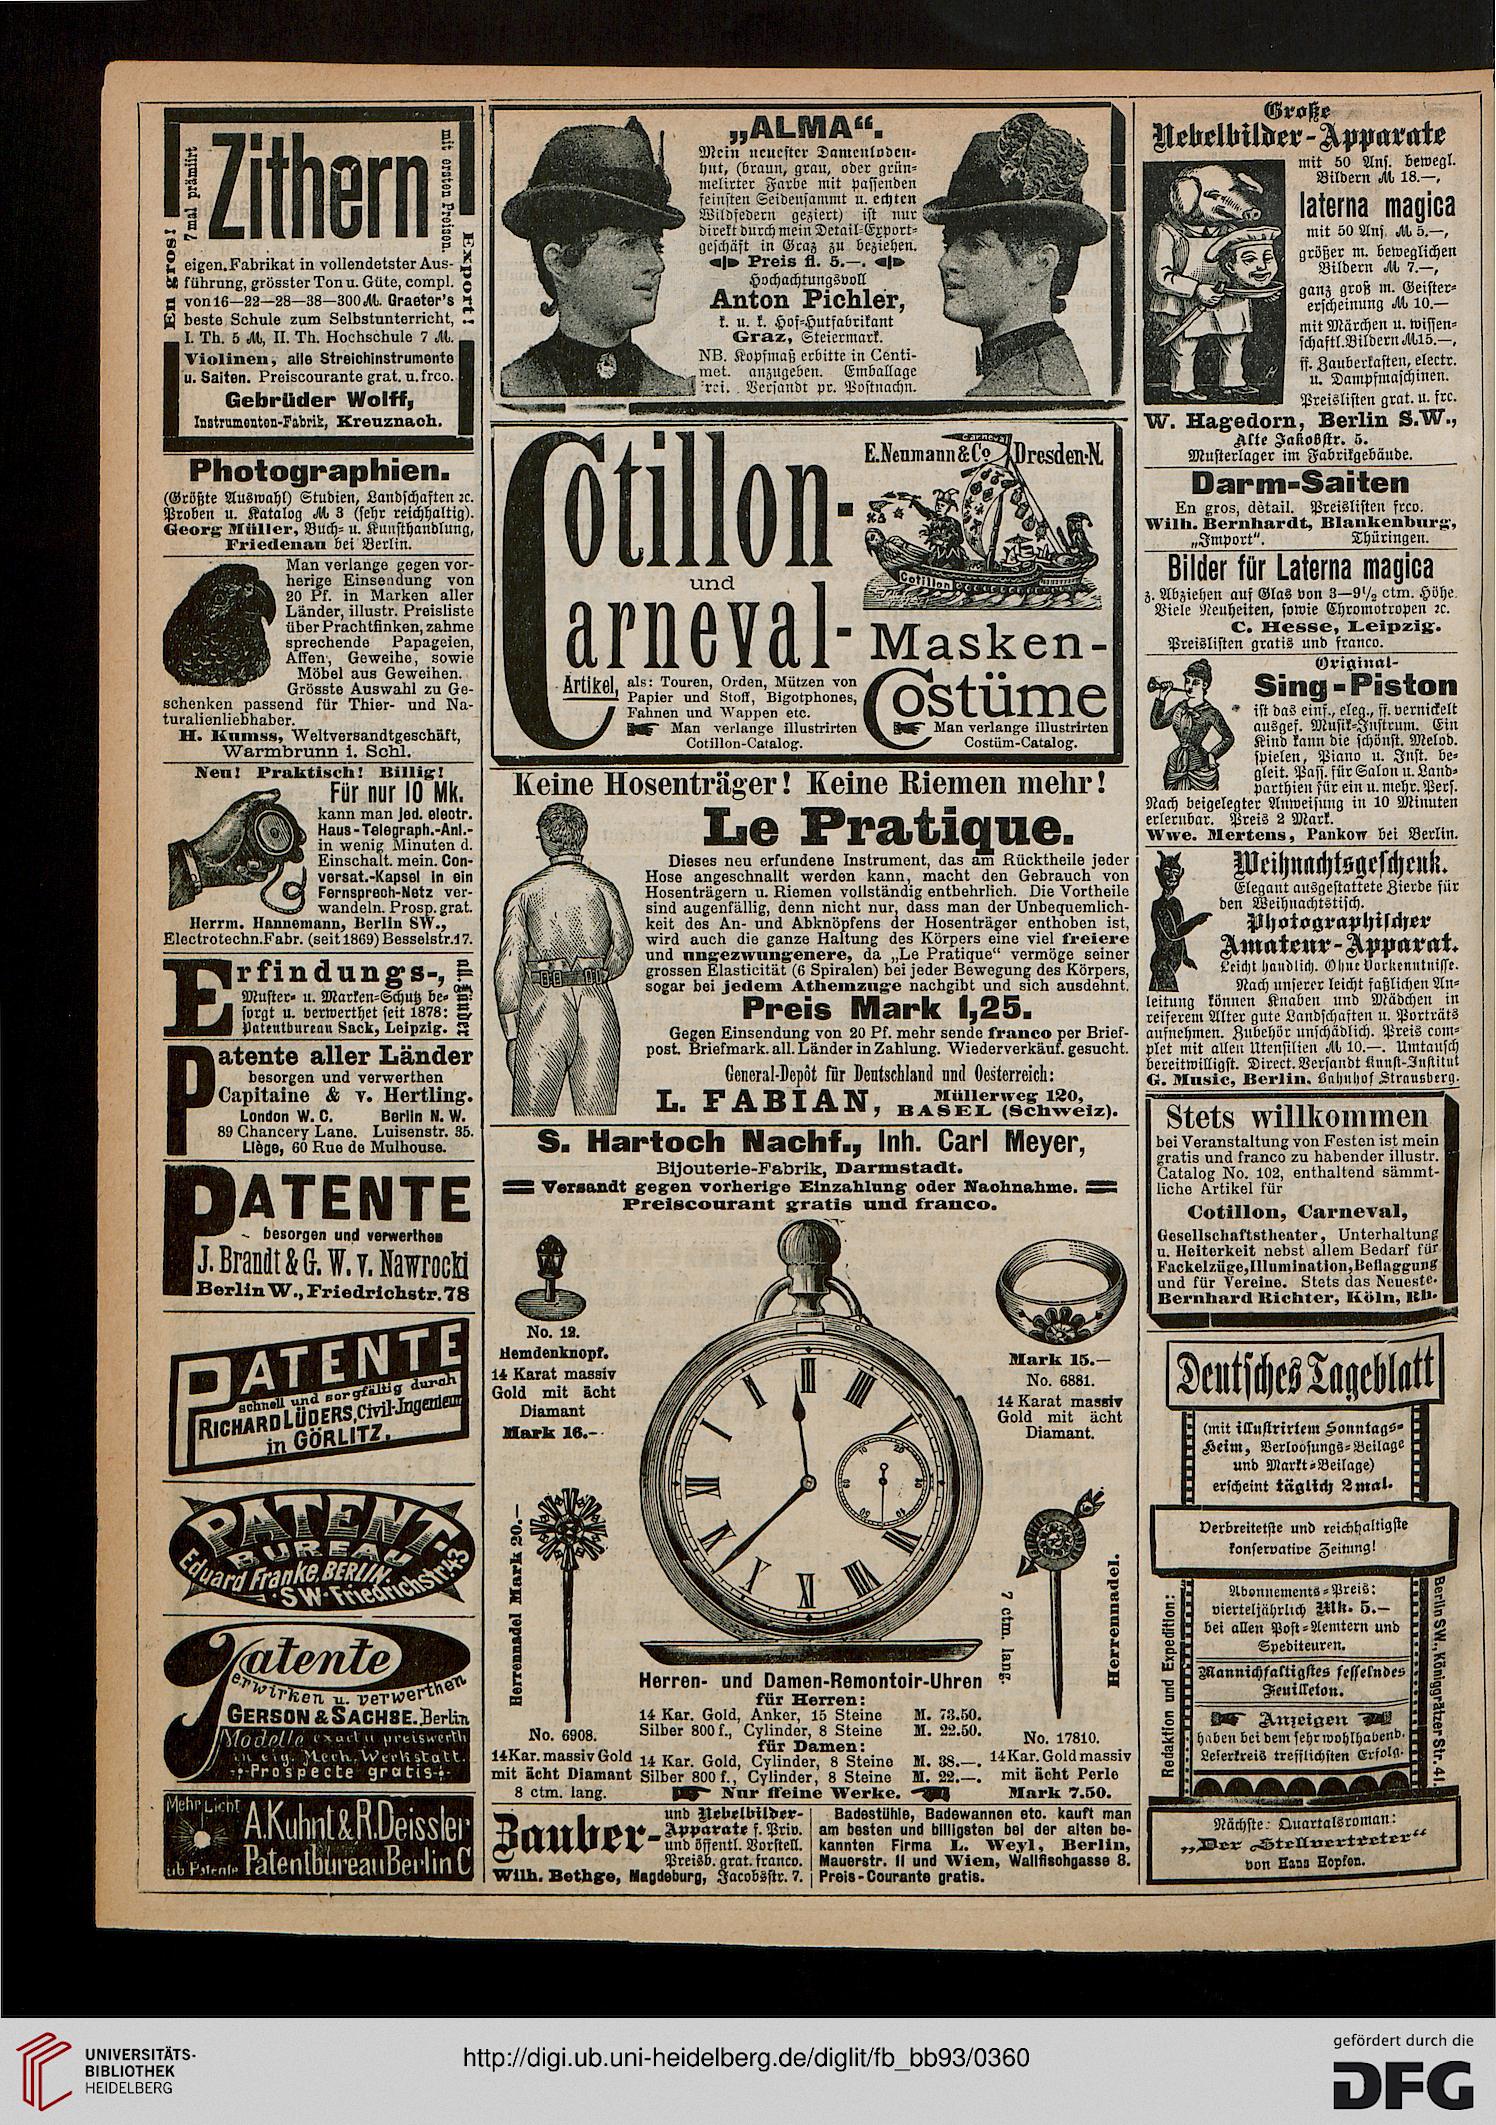 Zithern
7 mal prämiirt
mit ersten Preisen.
En gros!
Export!
eigen. Fabrikat in vollendetster Aus-
führung, grösster Ton u. Güte, compl.
von 16—22—28—38—300 M. Graeter's
beste Schule zum Selbstunterricht,
I. Th. 5 M, II. Th. Hochschule 7 M.
Violinen, alle Streichinstrumente
u. Saiten. Preiscourante grat. u. frco.
Gebrüder Wolff,
Instrumenten-Fabrik, Kreuznach.
Photographien.
(Größte Auswahl) Studien, Landschaften ꝛc.
Proben u. Katalog M 3 (sehr reichhaltig).
Georg Müller, Buch- u. Kunsthandlung,
Friedenau bei Berlin.
Man verlange gegen vor-
herige Einsendung von
20 Pf. in Marken aller
Länder, illustr. Preisliste
über Prachtfinken, zahme
sprechende Papageien,
Affen, Geweihe, sowie
Möbel aus Geweihen.
Grösste Auswahl zu Ge-
schenken passend für Thier- und Na-
turalienliebhaber.
H. Kumss, Weltversandtgeschäft,
Warmbrunn i. Schl.
Neu! Praktisch! Billig!
Für nur 10 Mk.
kann man jed. electr.
Haus-Telegraph.-Anl.-
in wenig Minuten d.
Einschalt. mein. Con-
versat.-Kapsel in ein
Fernsprech-Netz ver-
wandeln. Prosp. grat.
Herrm. Hannemann, Berlin SW.,
Electrotechn. Fabr. (seit 1869) Besselstr. 17.
Erfindungs-,
Muster- u. Marken-Schutz be-
sorgt u. verwerthet seit 1878:
Patentbureau Sack, Leipzig.
all. Länder
Patente aller Länder
besorgen und verwerthen
Capitaine & v. Hertling.
London W. C. Berlin N. W.
89 Chancery Lane. Luisenstr. 35.
Liège, 60 Rue de Mulhouse.
PATENTE
besorgen und verwerthen
J. Brandt & G. W. v. Nawrocki
Berlin W., Friedrichstr. 78
PATENTE
schnell und sorgfältig durch
RICHARD LÜDERS, Civil-Ingenieur
in GÖRLITZ.
PATENT-
BUREAU
Eduard Franke, BERLIN.
SW. Friedrichstr. 43
Patente
erwirken u. verwerthen
GERSON & SACHSE. Berlin
Modelle exact u. preiswerth
in eig. Mech. Werkstatt.
Prospecte gratis
Mehr Licht
A. Kuhnt & R. Deissler
üb Patente Patentbureau Berlin C
„ALMA“.
Mein neuester Damenloden-
hut, (braun, grau, oder grün-
melirter Farbe mit passenden
feinsten Seidensammt u. echten
Wildfedern geziert) ist nur
direkt durch mein Detail-Export-
geschäft in Graz zu beziehen.
Preis fl. 5.—.
Hochachtungsvoll
Anton Pichler,
k. u. k. Hof-Hutfabrikant
Graz, Steiermark.
NB. Kopfmaß erbitte in Centi-
met. anzugeben. Emballage
frei. Versandt pr. Postnachn.
Cotillon-
und
Carneval-
E. Neumann & Co Dresden-N.
Carneval
Cotillon
Artikel, als: Touren, Orden, Mützen von
Papier und Stoff, Bigotphones,
Fahnen und Wappen etc.
Man verlange illustrirten
Cotillon-Catalog.
Masken-
Costüme
Man verlange illustrirten
Costüm-Catalog.
Keine Hosenträger! Keine Riemen mehr!
Le Pratique.
Dieses neu erfundene Instrument, das am Rücktheile jeder
Hose angeschnallt werden kann, macht den Gebrauch von
Hosenträgern u. Riemen vollständig entbehrlich. Die Vortheile
sind augenfällig, denn nicht nur, dass man der Unbequemlich-
keit des An- und Abknöpfens der Hosenträger enthoben ist,
wird auch die ganze Haltung des Körpers eine viel freiere
und ungezwungenere, da „Le Pratique“ vermöge seiner
grossen Elasticität (6 Spiralen) bei jeder Bewegung des Körpers,
sogar bei jedem Athemzuge nachgibt und sich ausdehnt.
Preis Mark 1,25.
Gegen Einsendung von 20 Pf. mehr sende franco per Brief-
post. Briefmark. all. Länder in Zahlung. Wiederverkäuf. gesucht.
General-Depôt für Deutschland und Oesterreich:
L. FABIAN, Müllerweg 120,
BASEL (Schweiz).
S. Hartoch Nachf., Inh. Carl Meyer,
Bijouterie-Fabrik, Darmstadt.
Versandt gegen vorherige Einzahlung oder Nachnahme.
Preiscourant gratis und franco.
No. 12.
Hemdenknopf.
14 Karat massiv
Gold mit ächt
Diamant
Mark 16.—
Mark 15.—
No. 6881.
14 Karat massiv
Gold mit ächt
Diamant.
Herrennadel Mark 20.—
No. 6908.
14 Kar. massiv Gold
mit ächt Diamant
8 ctm. lang.
Herren- und Damen-Remontoir-Uhren
für Herren:
14 Kar. Gold, Anker, 15 Steine M. 73.50.
Silber 800 f., Cylinder, 8 Steine M. 22.50.
für Damen:
14 Kar. Gold, Cylinder, 8 Steine M. 38.—.
Silber 800 f., Cylinder, 8 Steine M. 22.—.
Nur ffeine Werke.
7 ctm. lang.
Herrennadel.
No. 17810.
14 Kar. Gold massiv
mit ächt Perle
Mark 7.50.
Zauber-
und Nebelbilder-
Apparate f. Priv.
und öffentl. Vorstell.
Preisb. grat. franco.
Wilh. Bethge, Magdeburg, Jacobstr. 7.
Badestühle, Badewannen etc. kauft man
am besten und billigsten bei der alten be-
kannten Firma L. Weyl, Berlin,
Mauerstr. 11 und Wien, Wallfischgasse 8.
Preis-Courante gratis.
Große
Nebelbilder-Apparate
mit 50 Ans. bewegl.
Bildern M 18.—,
laterna magica
mit 50 Ans. M 5.—,
größer m. beweglichen
Bildern M 7.—,
ganz groß m. Geister-
erscheinung M 10.—
mit Märchen u. wissen-
schaftl. Bildern M 15.—,
ff. Zauberkasten, electr.
u. Dampfmaschinen.
Preislisten grat. u. frc.
W. Hagedorn, Berlin S.W.,
Alte Jakobstr. 5.
Musterlager im Fabrikgebäude.
Darm-Saiten
En gros, dètail. Preislisten frco.
Wilh. Bernhardt, Blankenburg,
„Import“. Thüringen.
Bilder für Laterna magica
z. Abziehen auf Glas von 3—9½ ctm. Höhe
Viele Neuheiten, sowie Chromotropen ꝛc.
C. Hesse, Leipzig.
Preislisten gratis und franco.
Original-
Sing-Piston
ist das einf., eleg., ff. vernickelt
ausgef. Musik-Instrum. Ein
Kind kann die schönst. Melod.
spielen, Piano u. Inst. be-
gleit. Pass. für Salon u. Land-
parthien für ein u. mehr. Pers.
Nach beigelegter Anweisung in 10 Minuten
erlernbar. Preis 2 Mark.
Wwe. Mertens, Pankow bei Berlin.
Weihnachtsgeschenk.
Elegant ausgestattete Zierde für
den Weihnachtstisch.
Photographischer
Amateur-Apparat.
Leicht handlich. Ohne Vorkenntnisse.
Nach unserer leicht faßlichen An-
leitung können Knaben und Mädchen in
reiferem Alter gute Landschaften u. Porträts
aufnehmen. Zubehör unschädlich. Preis com-
plet mit allen Utensilien M 10.—. Umtausch
bereitwilligst. Direct. Versandt Kunst-Institut
G. Music, Berlin. Bahnhof Strausberg.
Stets willkommen
bei Veranstaltung von Festen ist mein
gratis und franco zu habender illustr.
Catalog No. 102, enthaltend sämmt-
liche Artikel für
Cotillon, Carneval,
Gesellschaftstheater, Unterhaltung
u. Heiterkeit nebst allem Bedarf für
Fackelzüge, Illumination, Beflaggung
und für Vereine. Stets das Neueste.
Bernhard Richter, Köln, Rh.
Deutsches Tageblatt
(mit illustrirtem Sonntags-
Heim, Verloosungs-Beilage
und Markt-Beilage)
erscheint täglich 2mal.
Verbreitetste und reichhaltigste
konservative Zeitung!
Redaktion und Expedition:
Berlin SW., Königgrätzer Str. 41.
Abonnements-Preis:
vierteljährlich Mk. 5.—
bei allen Post-Aemtern und
Spediteuren.
Mannichfaltigstes fesselndes
Feuilleton.
Anzeigen
haben bei dem sehr wohlhabend.
Leserkreis trefflichsten Erfolg.
Nächste: Quartalsroman:
„Der Stellvertreter“
von Hans Hopfen.
UNIVERSITÄTS-
BIBLIOTHEK
HEIDELBERG
http://digi.ub.uni-heidelberg.de/diglit/fb_bb93/0360
gefördert durch die
DFG